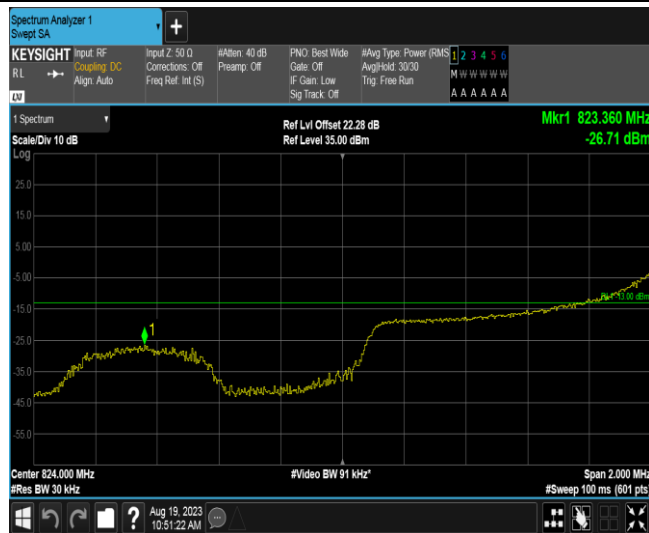 Spectrum Analyzer 1
Swept SA
KEYSIGHT
RL
Input: RF
Coupling: DC
Align: Auto
Input Z: 50 Ω
Corrections: Off
Freq Ref: Int (S)
#Atten: 40 dB
Preamp: Off
PNO: Best Wide
Gate: Off
IF Gain: Low
Sig Track: Off
#Avg Type: Power (RMS
Avg|Hold: 30/30
Trig: Free Run
1 2 3 4 5 6
M W W W W W
A A A A A A
1 Spectrum
Scale/Div 10 dB
Ref Lvl Offset 22.28 dB
Ref Level 35.00 dBm
Mkr1 823.360 MHz
-26.71 dBm
Log
25.0
15.0
5.00
-5.00
-15.0
-25.0
-35.0
-45.0
-55.0
1
-13.00 dBm
Center 824.000 MHz
#Res BW 30 kHz
#Video BW 91 kHz*
Span 2.000 MHz
#Sweep 100 ms (601 pts)
?
Aug 19, 2023
10:51:22 AM